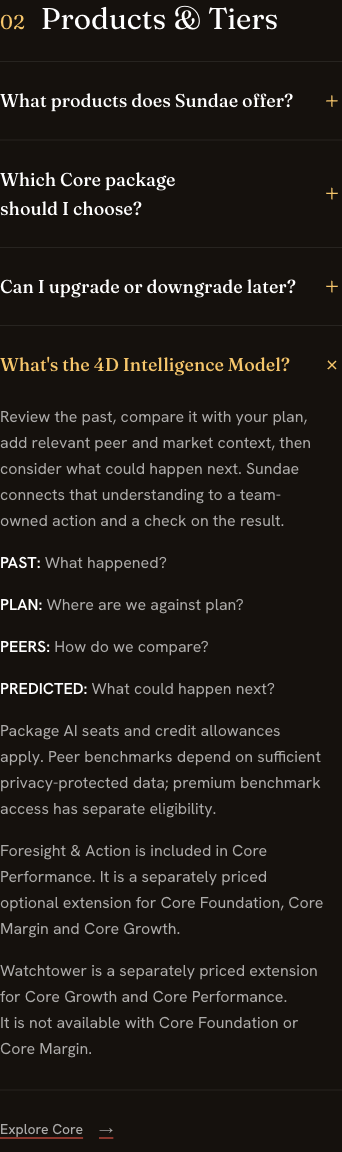 02 Products & Tiers
What products does Sundae offer? +
Which Core package
should I choose? +
Can I upgrade or downgrade later? +
What's the 4D Intelligence Model? ×
Review the past, compare it with your plan,
add relevant peer and market context, then
consider what could happen next. Sundae
connects that understanding to a team-
owned action and a check on the result.
PAST: What happened?
PLAN: Where are we against plan?
PEERS: How do we compare?
PREDICTED: What could happen next?
Package AI seats and credit allowances
apply. Peer benchmarks depend on sufficient
privacy-protected data; premium benchmark
access has separate eligibility.
Foresight & Action is included in Core
Performance. It is a separately priced
optional extension for Core Foundation, Core
Margin and Core Growth.
Watchtower is a separately priced extension
for Core Growth and Core Performance.
It is not available with Core Foundation or
Core Margin.
Explore Core →